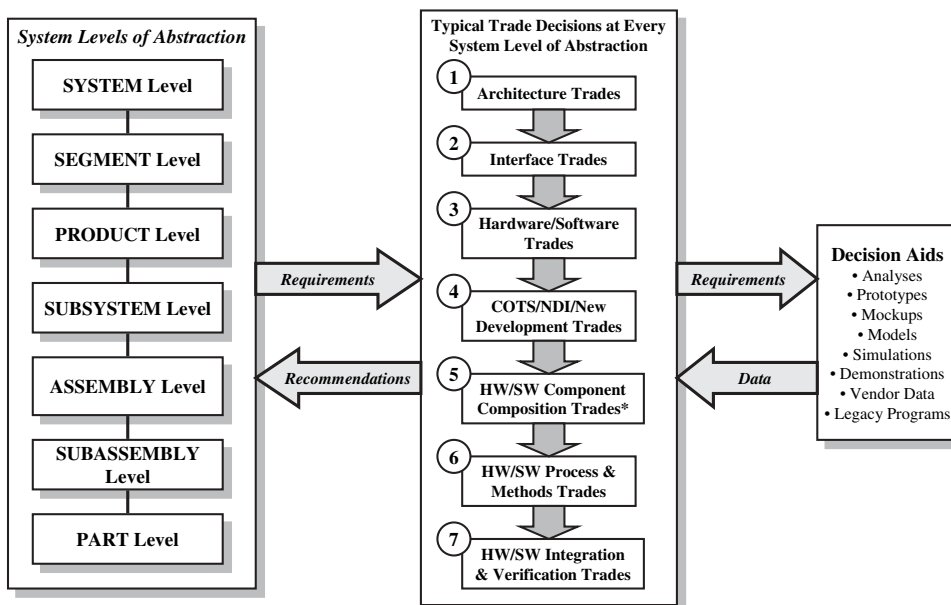 System Levels of Abstraction
SYSTEM Level
SEGMENT Level
PRODUCT Level
SUBSYSTEM Level
ASSEMBLY Level
SUBASSEMBLY
Level
PART Level
Requirements
Recommendations
Typical Trade Decisions at Every
System Level of Abstraction
1
Architecture Trades
2
Interface Trades
3
Hardware/Software
Trades
4
COTS/NDI/New
Development Trades
5
HW/SW Component
Composition Trades*
6
HW/SW Process &
Methods Trades
7
HW/SW Integration
& Verification Trades
Requirements
Data
Decision Aids
• Analyses
• Prototypes
• Mockups
• Models
• Simulations
• Demonstrations
• Vendor Data
• Legacy Programs